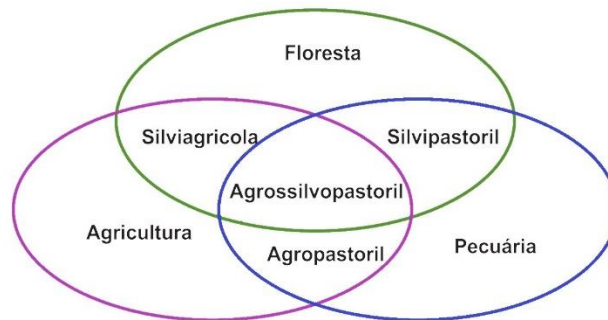 Floresta
Silviagricola
Silvipastoril
Agrossilvopastoril
Agricultura
Agropastoril
Pecuária